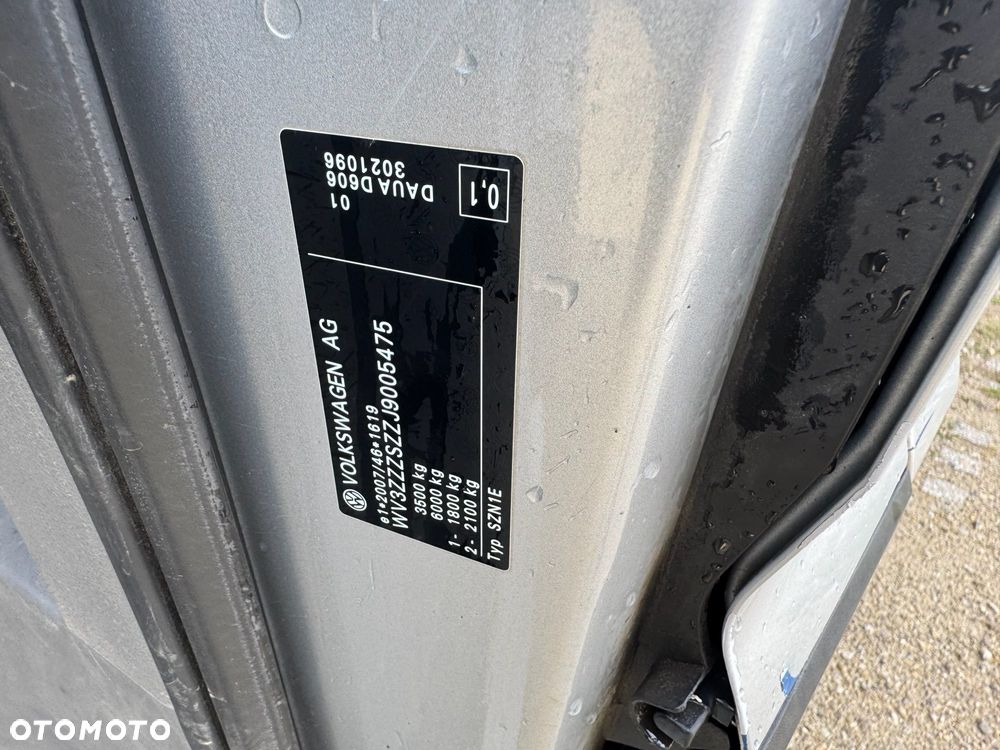 VOLKSWAGEN AG
e1*2007/46*1619
WV3ZZZSZZJ9005475
3500 kg
6000 kg
1- 1800 kg
2- 2100 kg
Typ SZN1E
01
DAUA D606
3021096
0,1
OTOMOTO